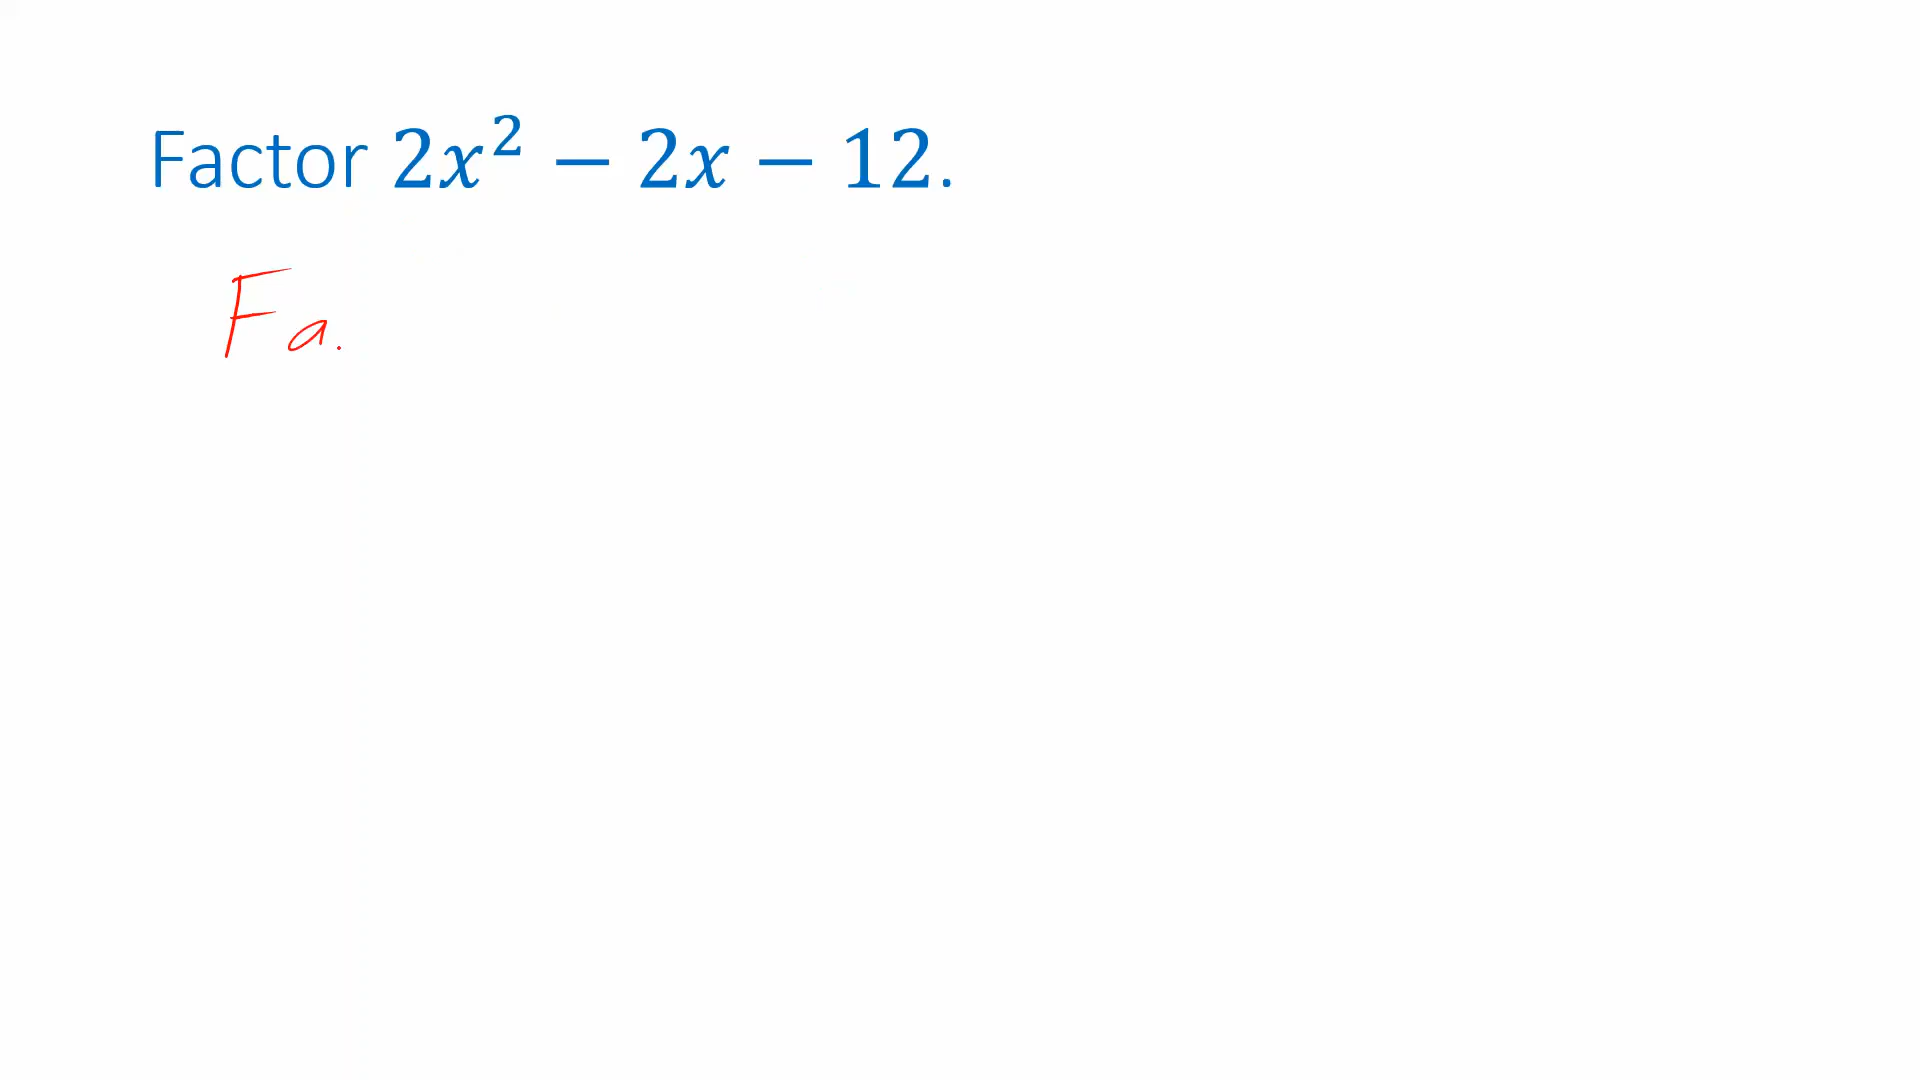 Factor 2x² − 2x − 12.
Fa.